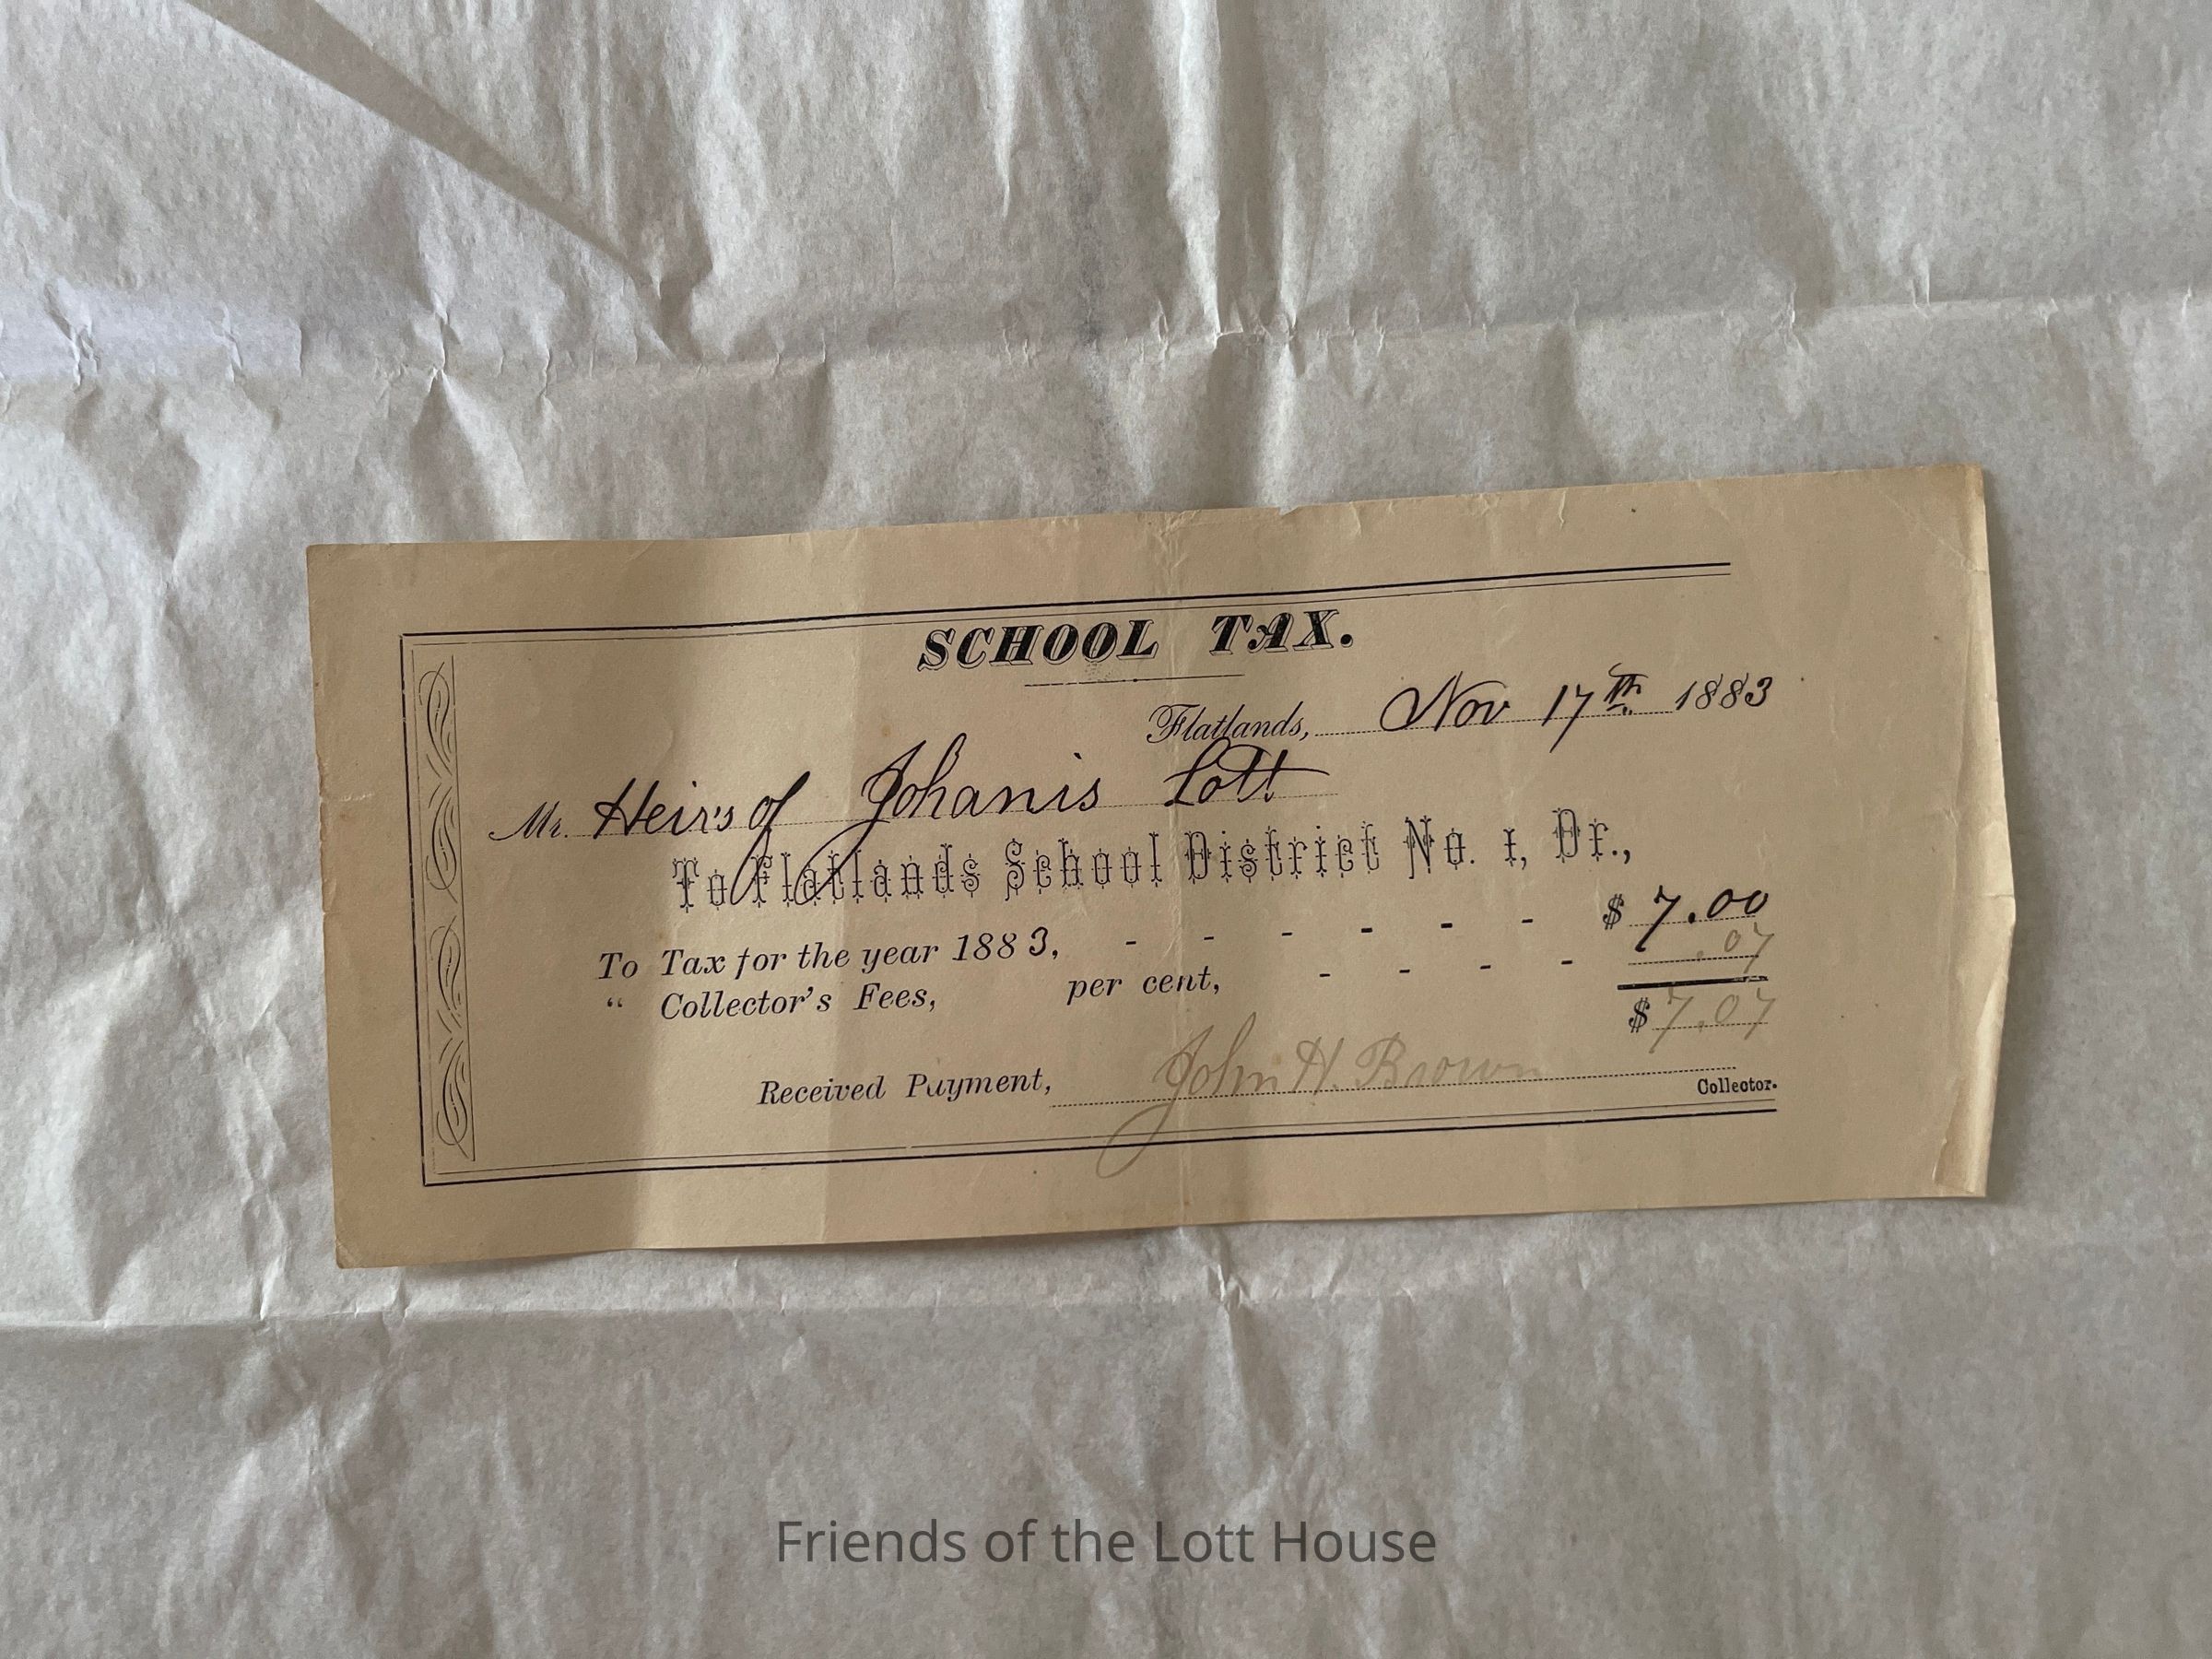 SCHOOL TAX.
Flatlands, Nov 17th 1883
Mr. Heirs of Johanis Lott
To Flatlands School District No. 1, Dr.,
To Tax for the year 1883, - - - - - - $ 7.00
“ Collector's Fees, per cent, - - - - .07
$ 7.07
Received Payment, John H. Brown Collector.
Friends of the Lott House